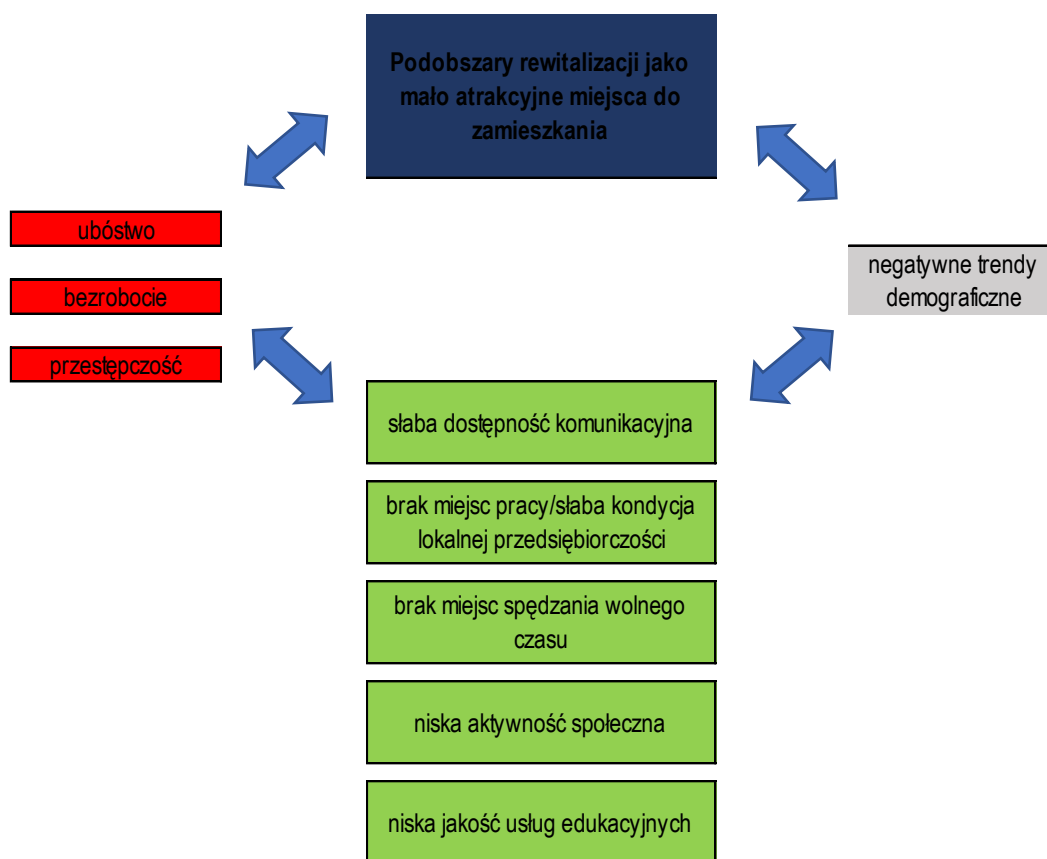 Podobszary rewitalizacji jako
mało atrakcyjne miejsca do
zamieszkania
ubóstwo
bezrobocie
przestępczość
negatywne trendy
demograficzne
słaba dostępność komunikacyjna
brak miejsc pracy/słaba kondycja
lokalnej przedsiębiorczości
brak miejsc spędzania wolnego
czasu
niska aktywność społeczna
niska jakość usług edukacyjnych